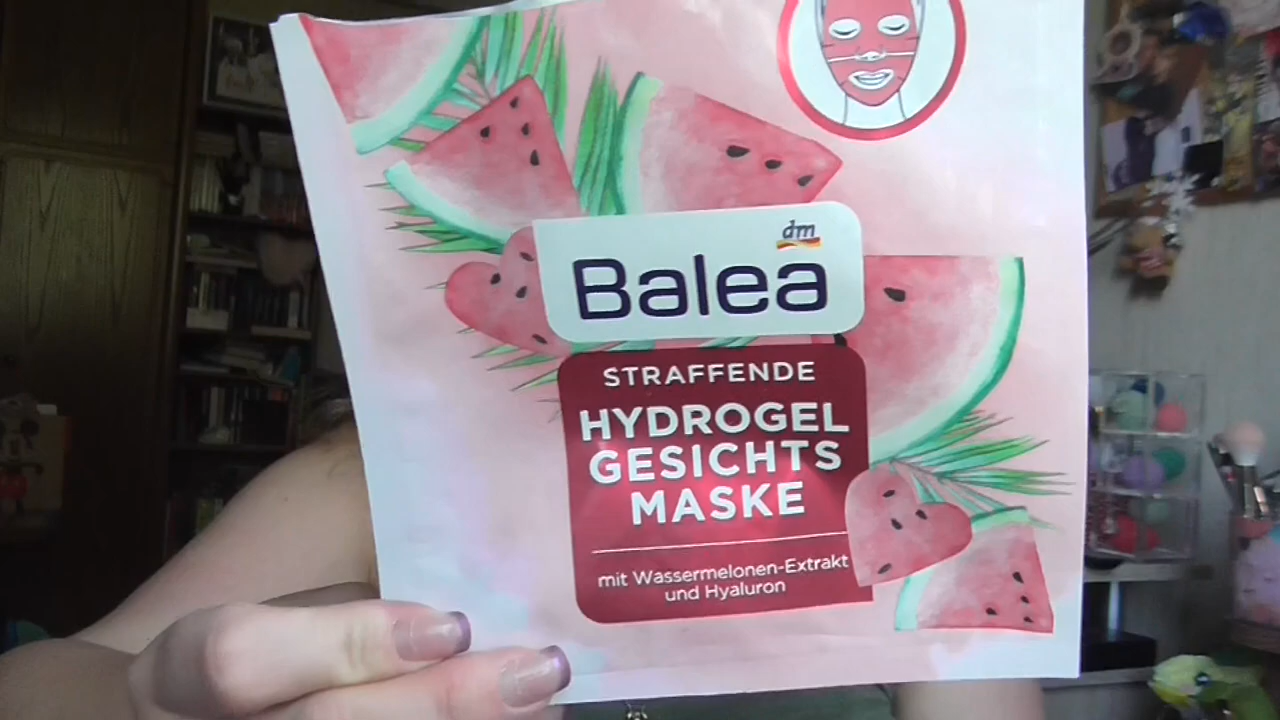 dm
Balea
STRAFFENDE
HYDROGEL
GESICHTS
MASKE
mit Wassermelonen-Extrakt
und Hyaluron